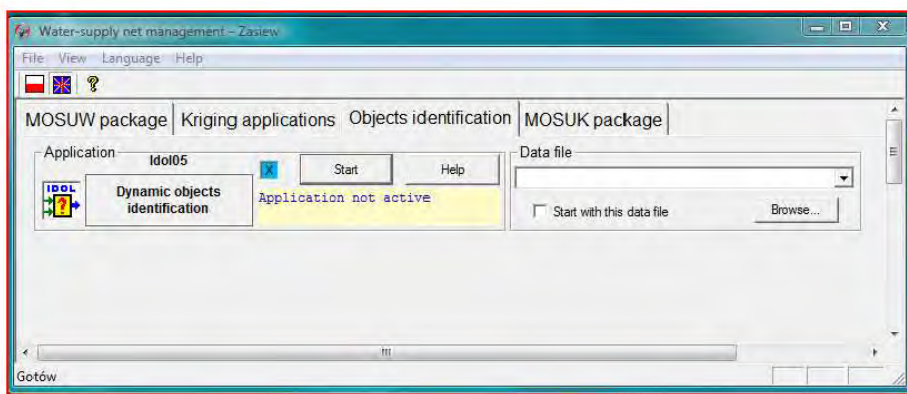 Water-supply net management – Zasiew
File View Language Help
MOSUW package Kriging applications Objects identification MOSUK package
Application Data file
Idol05
X Start Help
IDOL Dynamic objects
identification
Application not active
Start with this data file Browse...
Gotów